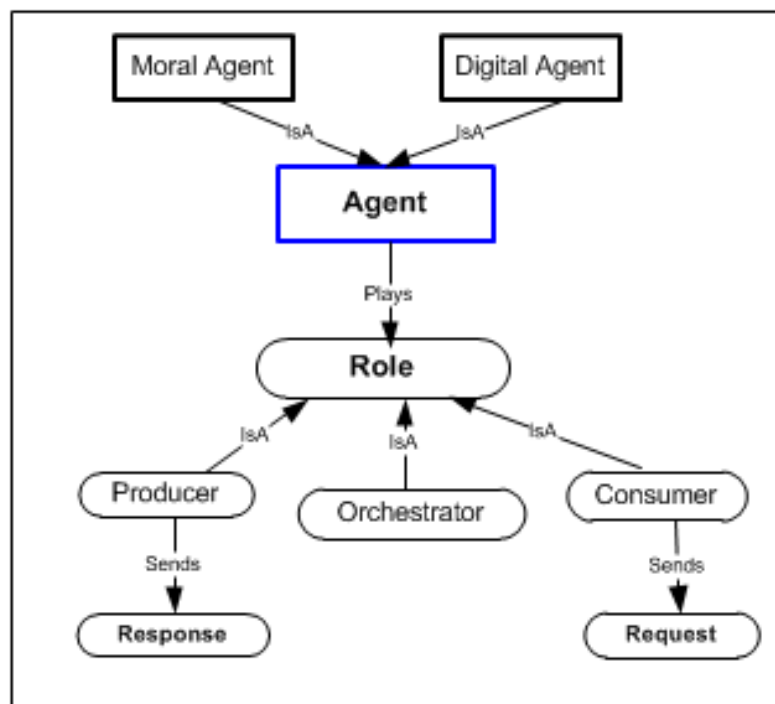 Moral Agent
Digital Agent
IsA
IsA
Agent
Plays
Role
IsA
IsA
IsA
Producer
Orchestrator
Consumer
Sends
Sends
Response
Request